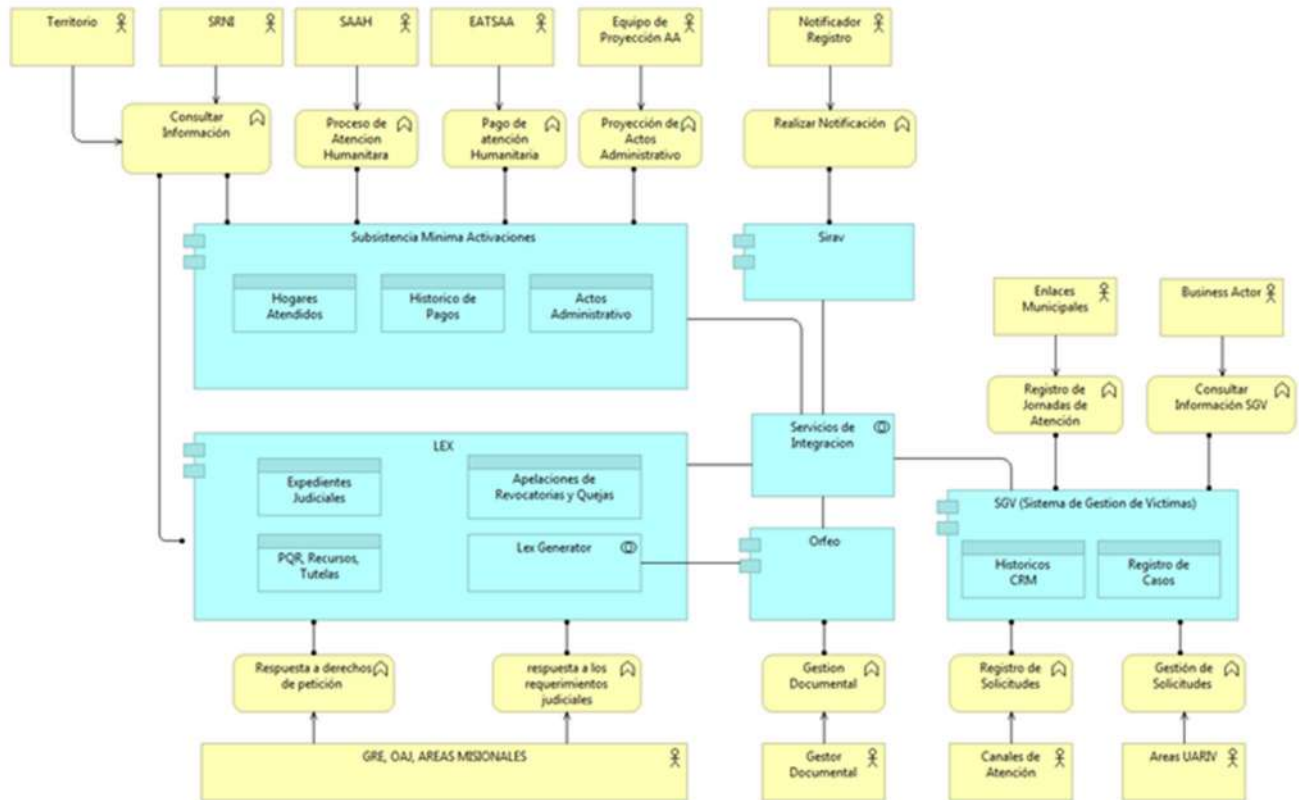 Territorio
SRNI
SAAH
EATSAA
Equipo de
Proyección AA
Notificador
Registro
Consultar
Información
Proceso de
Atencion
Humanitara
Pago de
atención
Humanitaria
Proyección de
Actos
Administrativo
Realizar Notificación
Subsistencia Minima Activaciones
Hogares
Atendidos
Historico de
Pagos
Actos
Administrativo
Sirav
Enlaces
Municipales
Business Actor
Registro de
Jornadas de
Atención
Consultar
Información SGV
Servicios de
Integracion
LEX
Expedientes
Judiciales
Apelaciones de
Revocatorias y Quejas
PQR, Recursos,
Tutelas
Lex Generator
Orfeo
SGV (Sistema de Gestion de Victimas)
Historicos
CRM
Registro de
Casos
Respuesta a derechos
de petición
respuesta a los
requerimientos
judiciales
Gestion
Documental
Registro de
Solicitudes
Gestión de
Solicitudes
GRE, OAJ, AREAS MISIONALES
Gestor
Documental
Canales de
Atención
Areas UARIV